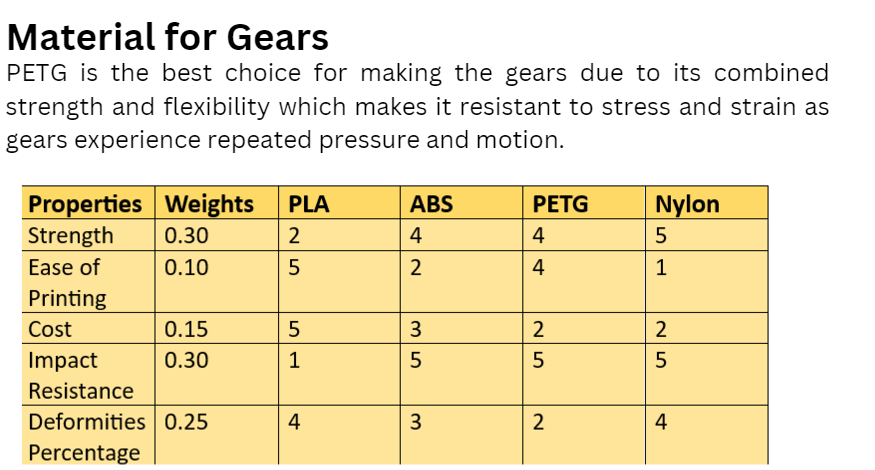 Material for Gears
PETG is the best choice for making the gears due to its combined
strength and flexibility which makes it resistant to stress and strain as
gears experience repeated pressure and motion.
Properties Weights PLA ABS PETG Nylon
Strength 0.30 2 4 4 5
Ease of 0.10 5 2 4 1
Printing
Cost 0.15 5 3 2 2
Impact 0.30 1 5 5 5
Resistance
Deformities 0.25 4 3 2 4
Percentage